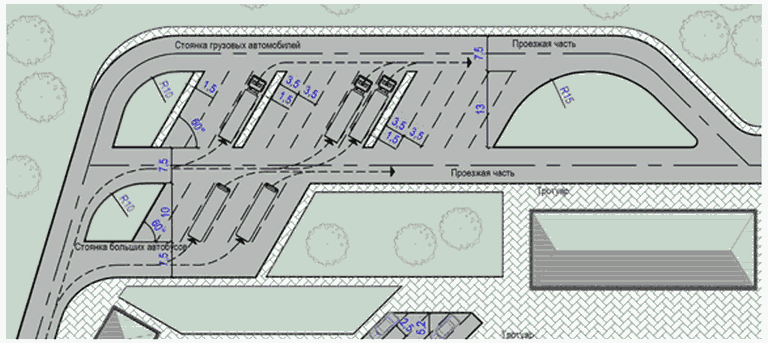 Стоянка грузовых автомобилей
Проезжая часть
7,5
R10
1,5
3,5
3,5
1,5
13
R15
60°
3,5
3,5
1,5
7,5
Проезжая часть
Тротуар
R10
10
60°
Стоянка больших автобусов
7,5
2,5
5,2
Тротуар